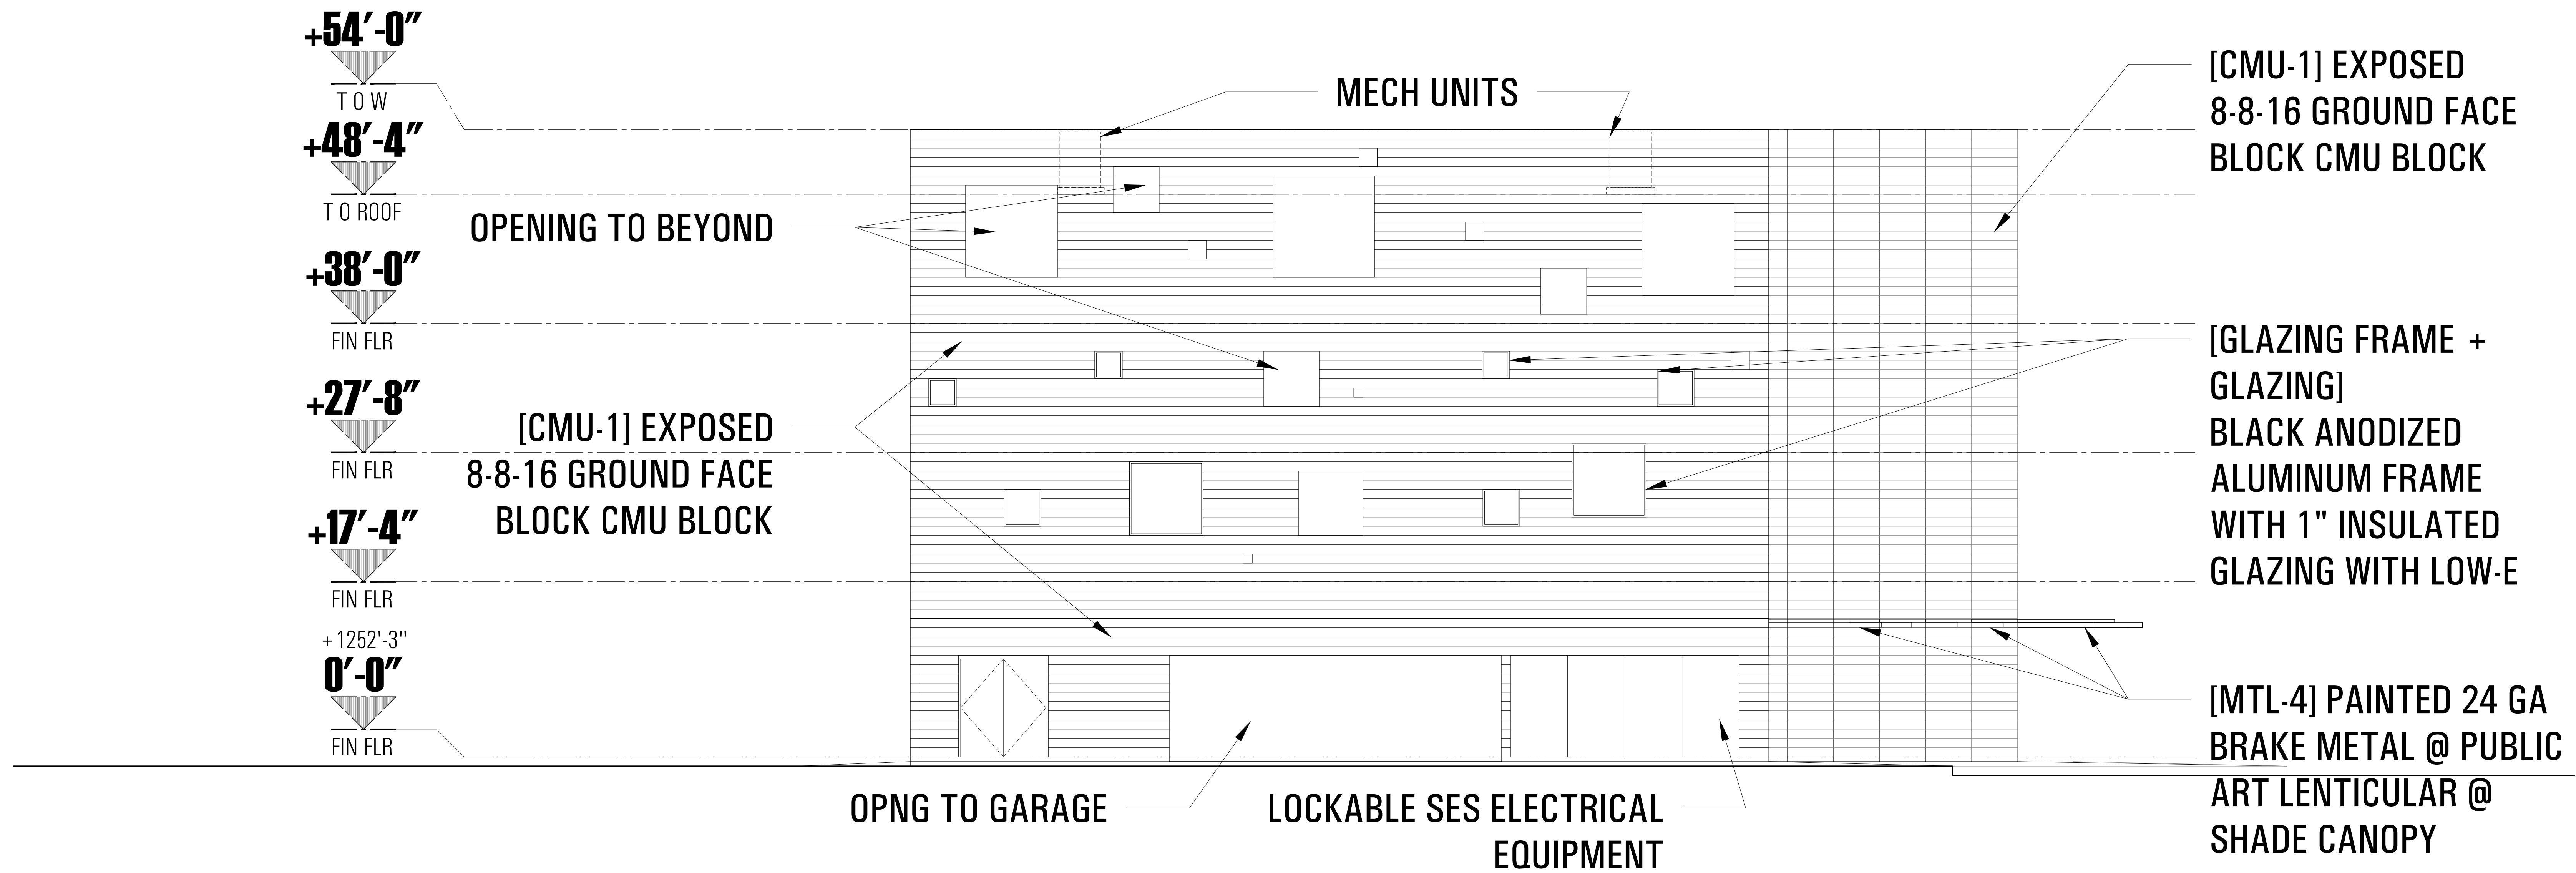 +54'-0"
T O W
+48'-4"
T O ROOF
+38'-0"
FIN FLR
+27'-8"
FIN FLR
+17'-4"
FIN FLR
+1252'-3"
0'-0"
FIN FLR
MECH UNITS
OPENING TO BEYOND
[CMU-1] EXPOSED
8-8-16 GROUND FACE
BLOCK CMU BLOCK
OPNG TO GARAGE
LOCKABLE SES ELECTRICAL
EQUIPMENT
[CMU-1] EXPOSED
8-8-16 GROUND FACE
BLOCK CMU BLOCK
[GLAZING FRAME +
GLAZING]
BLACK ANODIZED
ALUMINUM FRAME
WITH 1" INSULATED
GLAZING WITH LOW-E
[MTL-4] PAINTED 24 GA
BRAKE METAL @ PUBLIC
ART LENTICULAR @
SHADE CANOPY